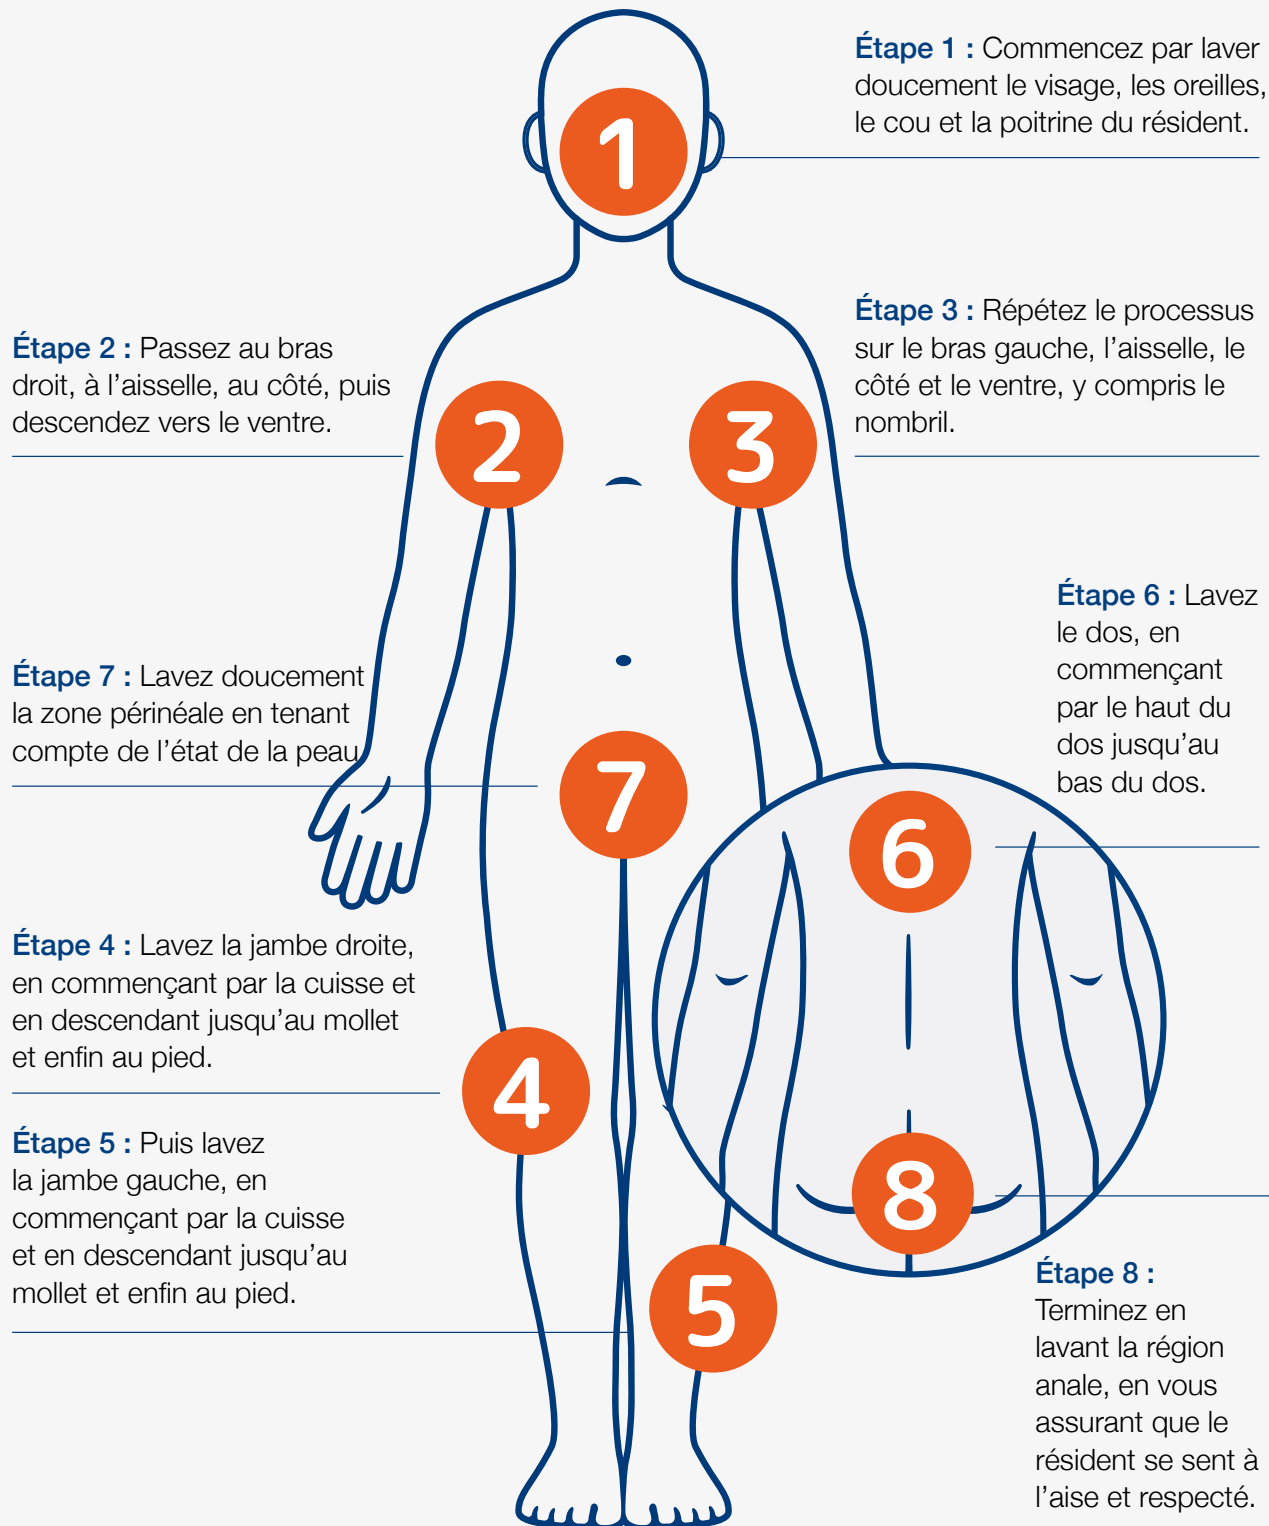 Étape 1 : Commencez par laver
doucement le visage, les oreilles,
le cou et la poitrine du résident.
1
Étape 2 : Passez au bras
droit, à l’aisselle, au côté, puis
descendez vers le ventre.
2
Étape 3 : Répétez le processus
sur le bras gauche, l’aisselle, le
côté et le ventre, y compris le
nombril.
3
Étape 6 : Lavez
le dos, en
commençant
par le haut du
dos jusqu’au
bas du dos.
6
Étape 7 : Lavez doucement
la zone périnéale en tenant
compte de l’état de la peau
7
Étape 4 : Lavez la jambe droite,
en commençant par la cuisse et
en descendant jusqu’au mollet
et enfin au pied.
4
Étape 5 : Puis lavez
la jambe gauche, en
commençant par la cuisse
et en descendant jusqu’au
mollet et enfin au pied.
5
8
Étape 8 :
Terminez en
lavant la région
anale, en vous
assurant que le
résident se sent à
l’aise et respecté.